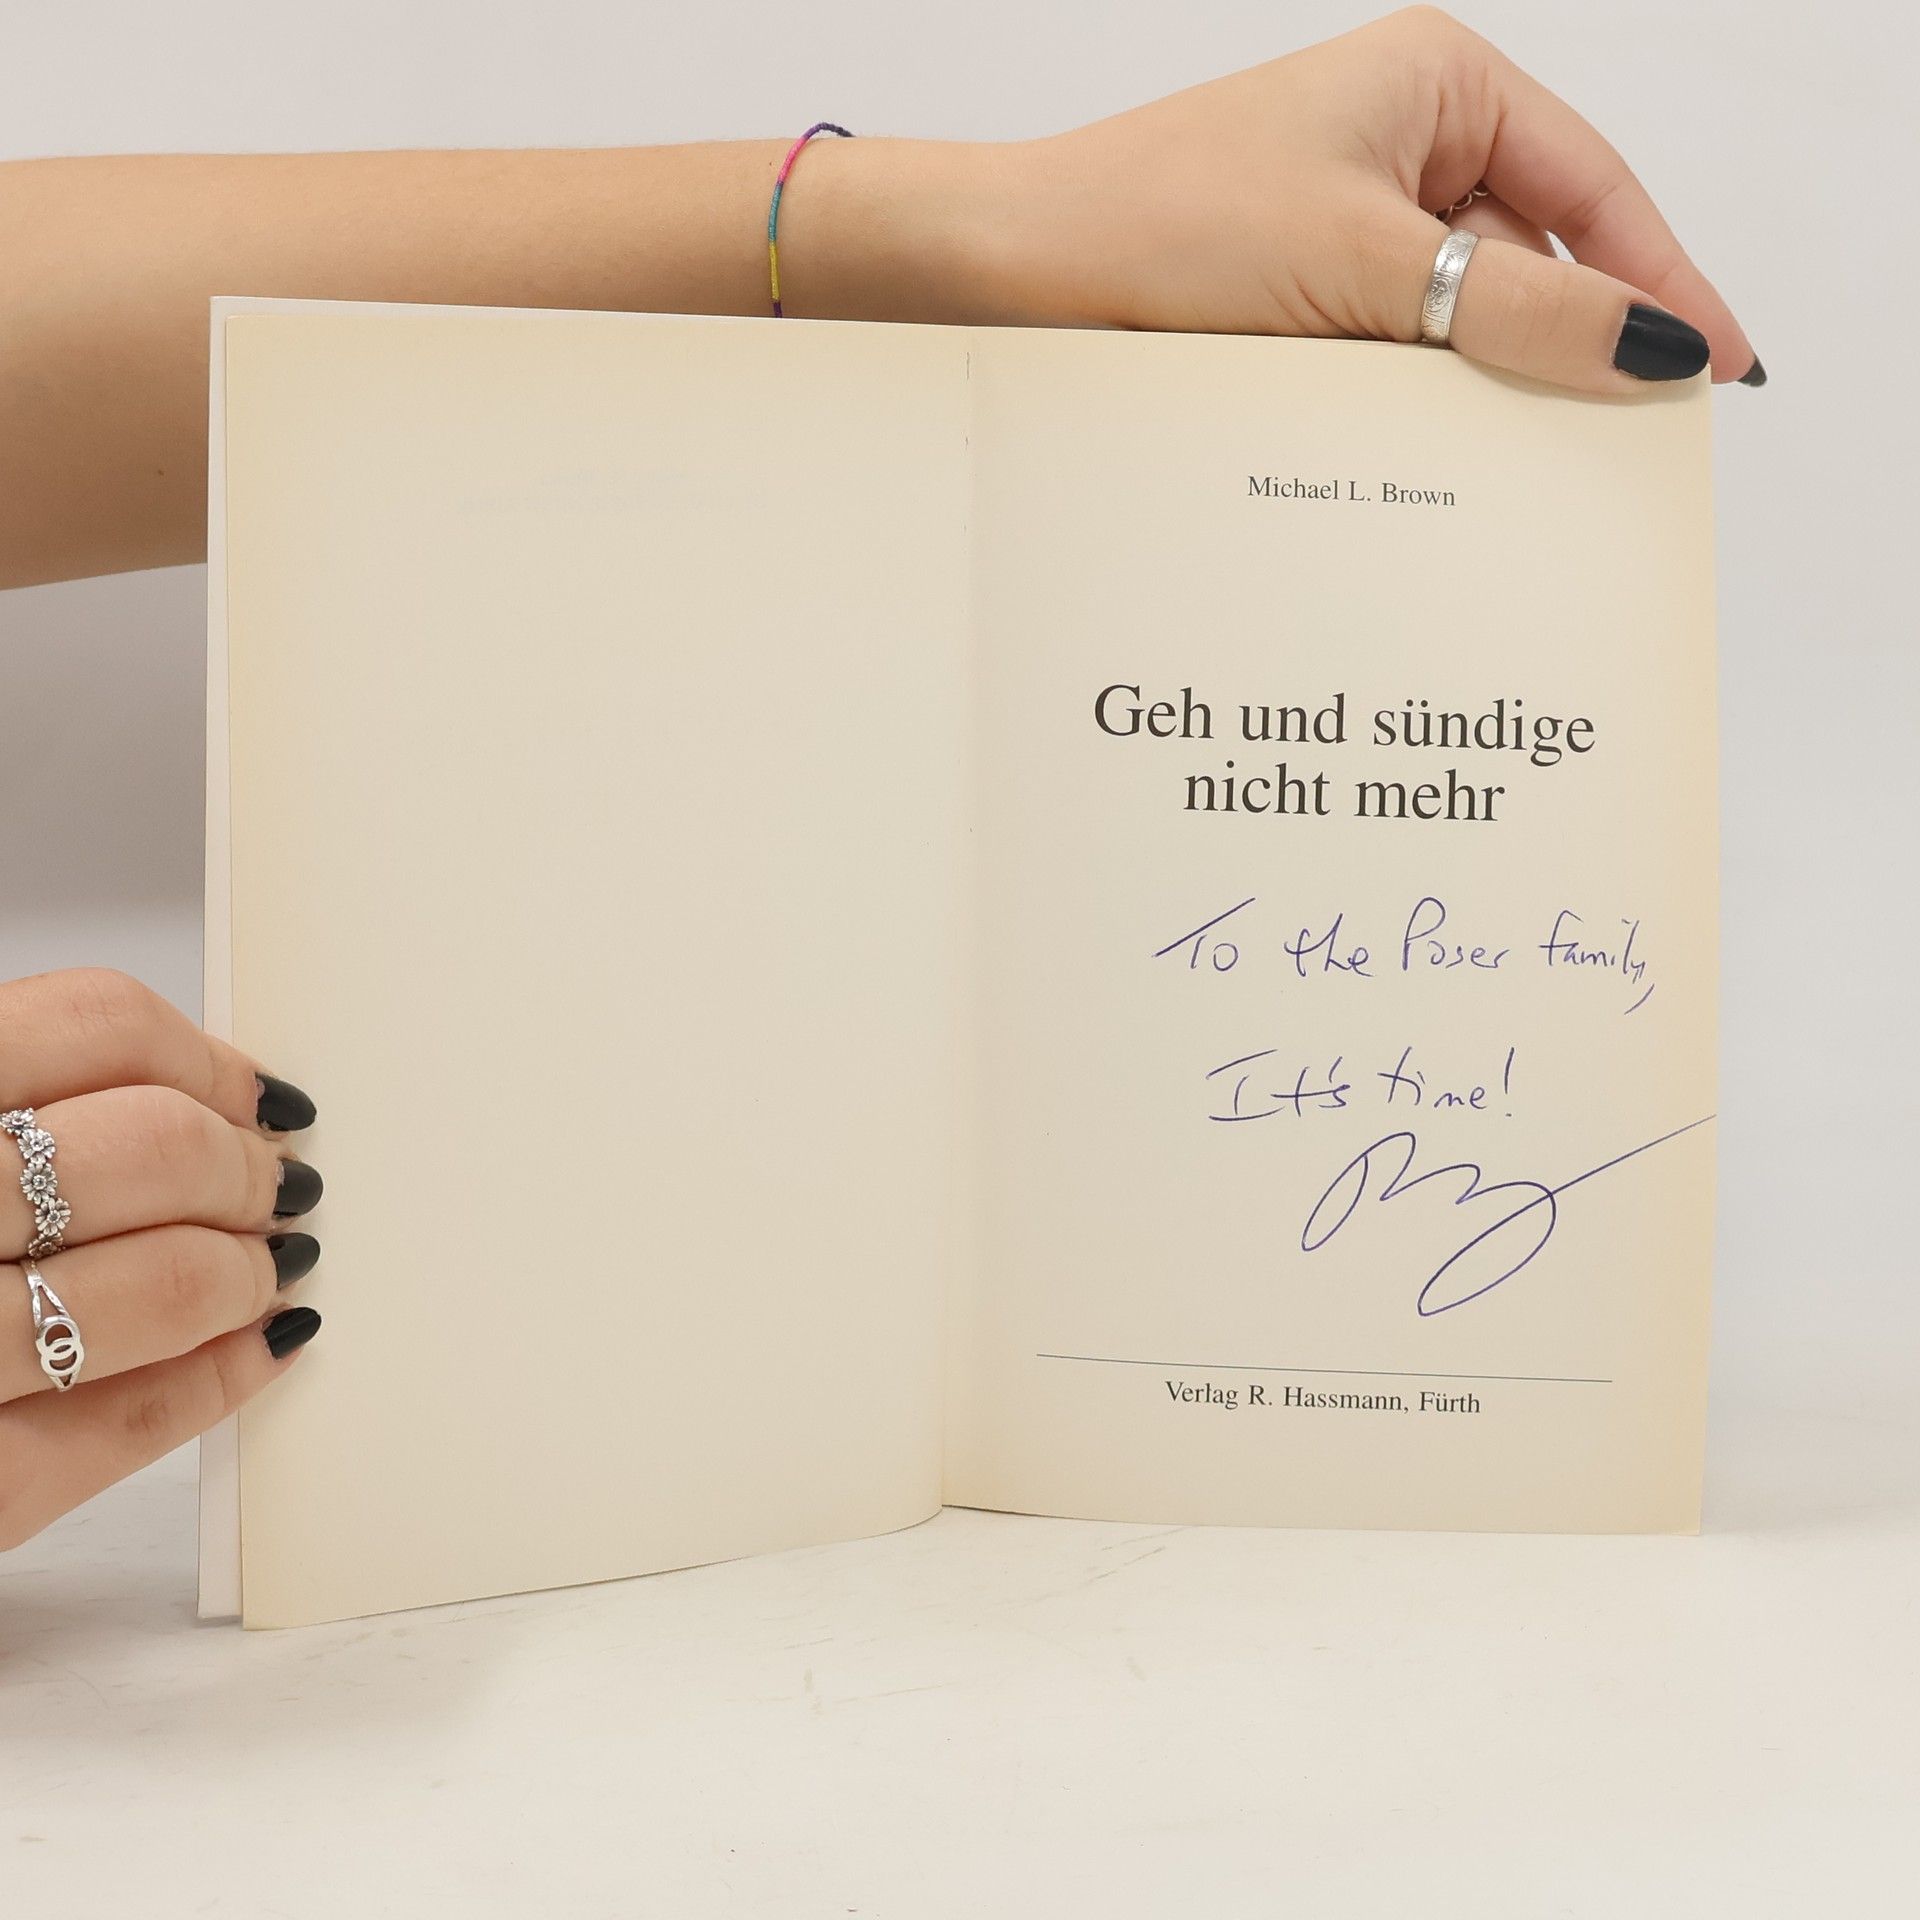 Michael L. Brown
Geh und sündige
nicht mehr
To the Poser family,
It's time!
Verlag R. Hassmann, Fürth